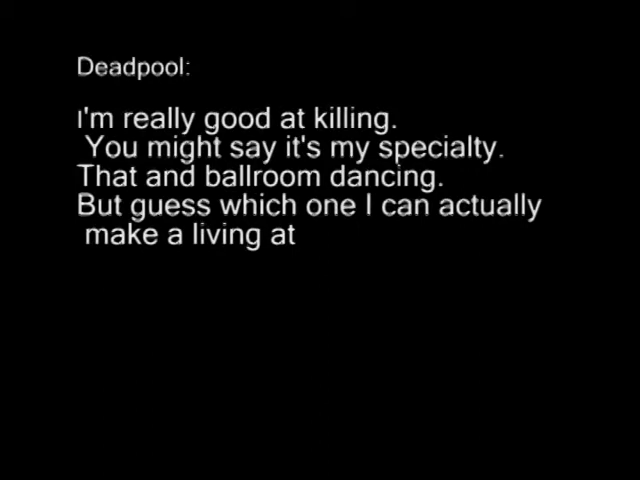 Deadpool:
I'm really good at killing.
You might say it's my specialty.
That and ballroom dancing.
But guess which one I can actually
make a living at